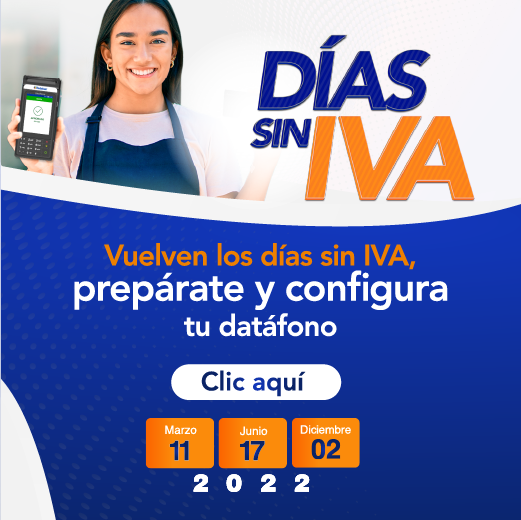 DÍAS
SIN IVA
Vuelven los días sin IVA,
prepárate y configura
tu datáfono
Clic aquí
Marzo Junio Diciembre
11 17 02
2022